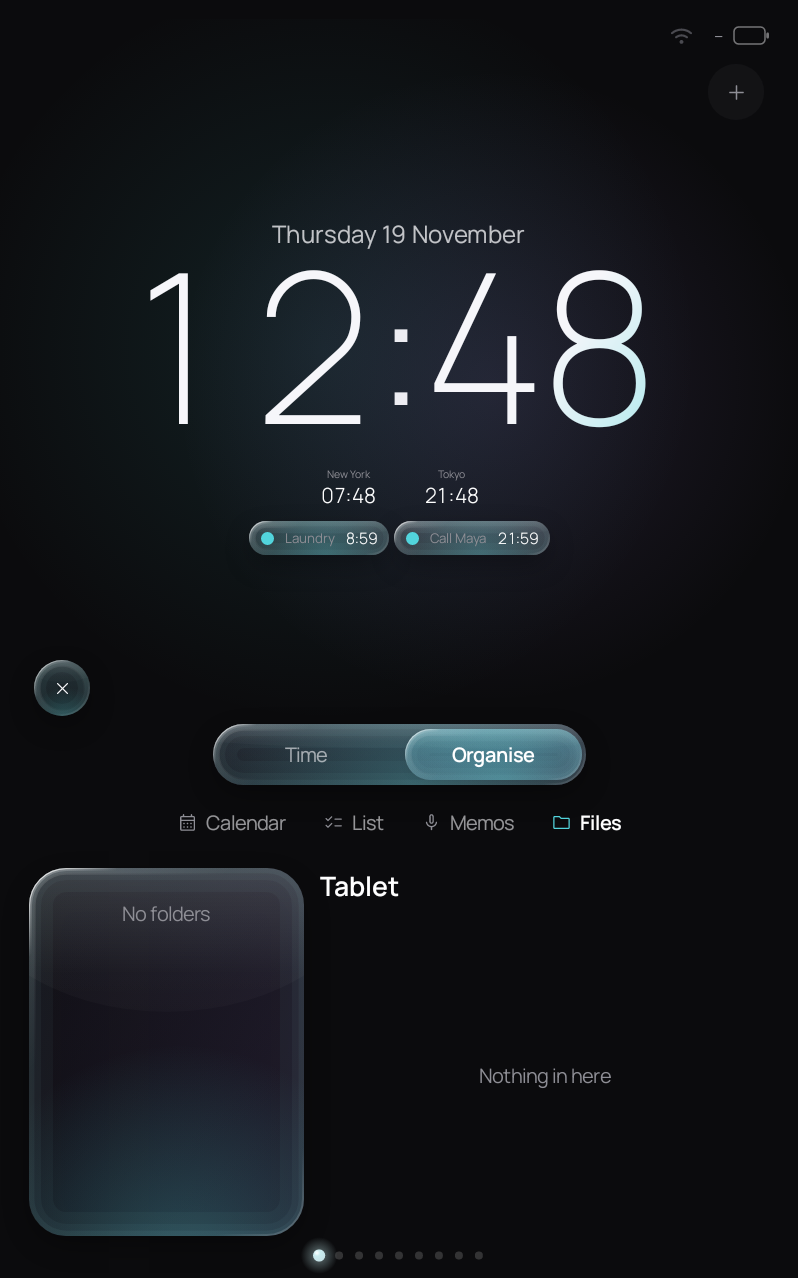 Thursday 19 November
12:48
New York Tokyo
07:48 21:48
Laundry 8:59 Call Maya 21:59
Time Organise
Calendar List Memos Files
Tablet
No folders
Nothing in here